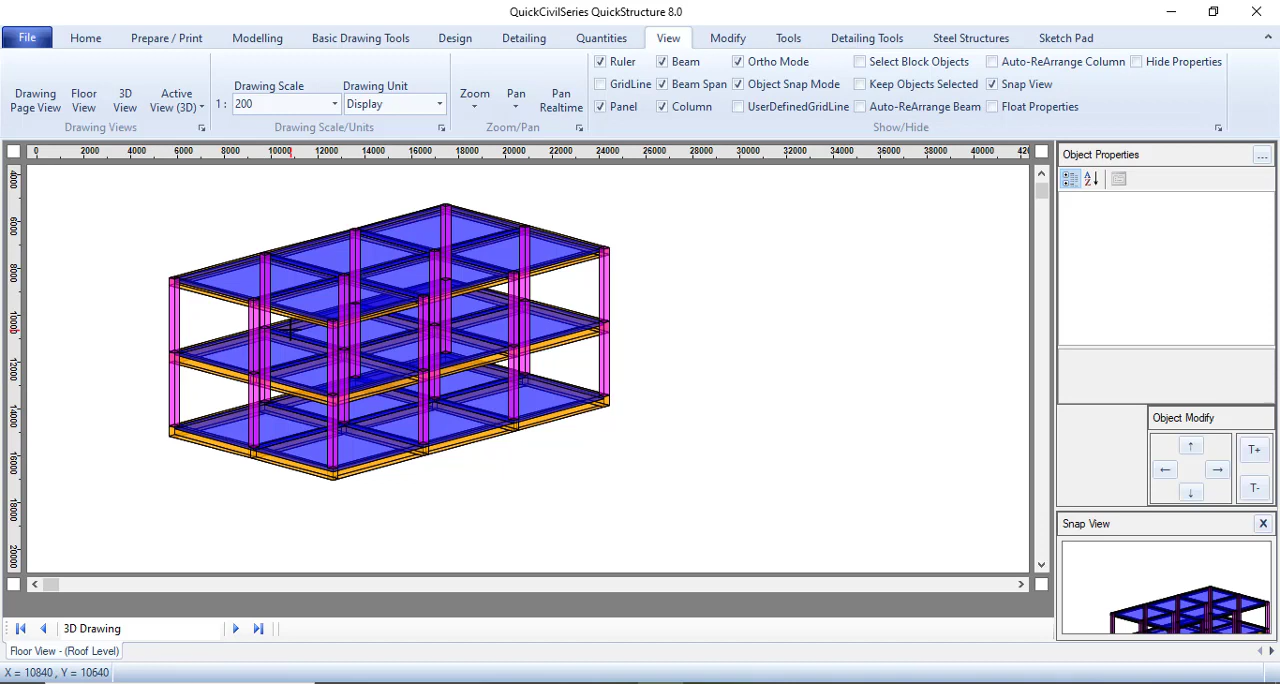 QuickCivilSeries QuickStructure 8.0
File Home Prepare / Print Modelling Basic Drawing Tools Design Detailing Quantities View Modify Tools Detailing Tools Steel Structures Sketch Pad
Drawing Page View
Floor View
3D View
Active View (3D)
Drawing Views
Drawing Scale
1 : 200
Drawing Unit
Display
Drawing Scale/Units
Zoom
Pan
Pan Realtime
Zoom/Pan
Ruler Beam Ortho Mode Select Block Objects Auto-ReArrange Column Hide Properties
GridLine Beam Span Object Snap Mode Keep Objects Selected Snap View
Panel Column UserDefinedGridLine Auto-ReArrange Beam Float Properties
Show/Hide
0 2000 4000 6000 8000 10000 12000 14000 16000 18000 20000 22000 24000 26000 28000 30000 32000 34000 36000 38000 40000
4000
6000
8000
10000
12000
14000
16000
18000
20000
Object Properties
...
A
Z
Object Modify
T+
T-
Snap View
X
3D Drawing
Floor View - (Roof Level)
X = 10840 , Y = 10640